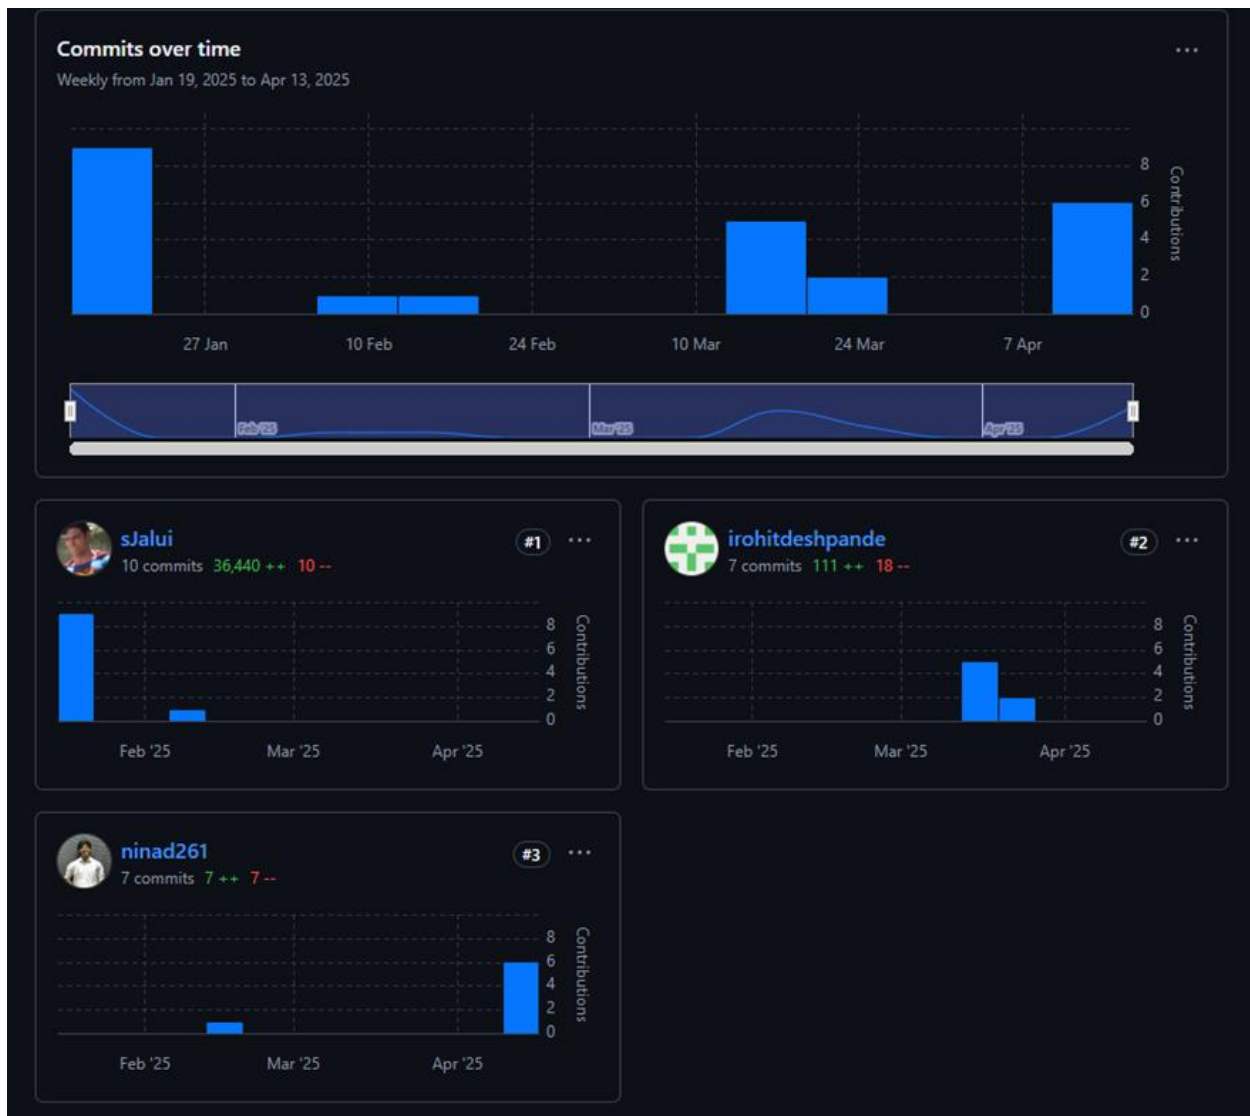 Commits over time
Weekly from Jan 19, 2025 to Apr 13, 2025
8
6
4
2
0
Contributions
27 Jan 10 Feb 24 Feb 10 Mar 24 Mar 7 Apr
Feb '25 Mar '25 Apr '25
sJalui #1
10 commits 36,440 ++ 10 --
8
6
4
2
0
Contributions
Feb '25 Mar '25 Apr '25
irohitdeshpande #2
7 commits 111 ++ 18 --
8
6
4
2
0
Contributions
Feb '25 Mar '25 Apr '25
ninad261 #3
7 commits 7 ++ 7 --
8
6
4
2
0
Contributions
Feb '25 Mar '25 Apr '25